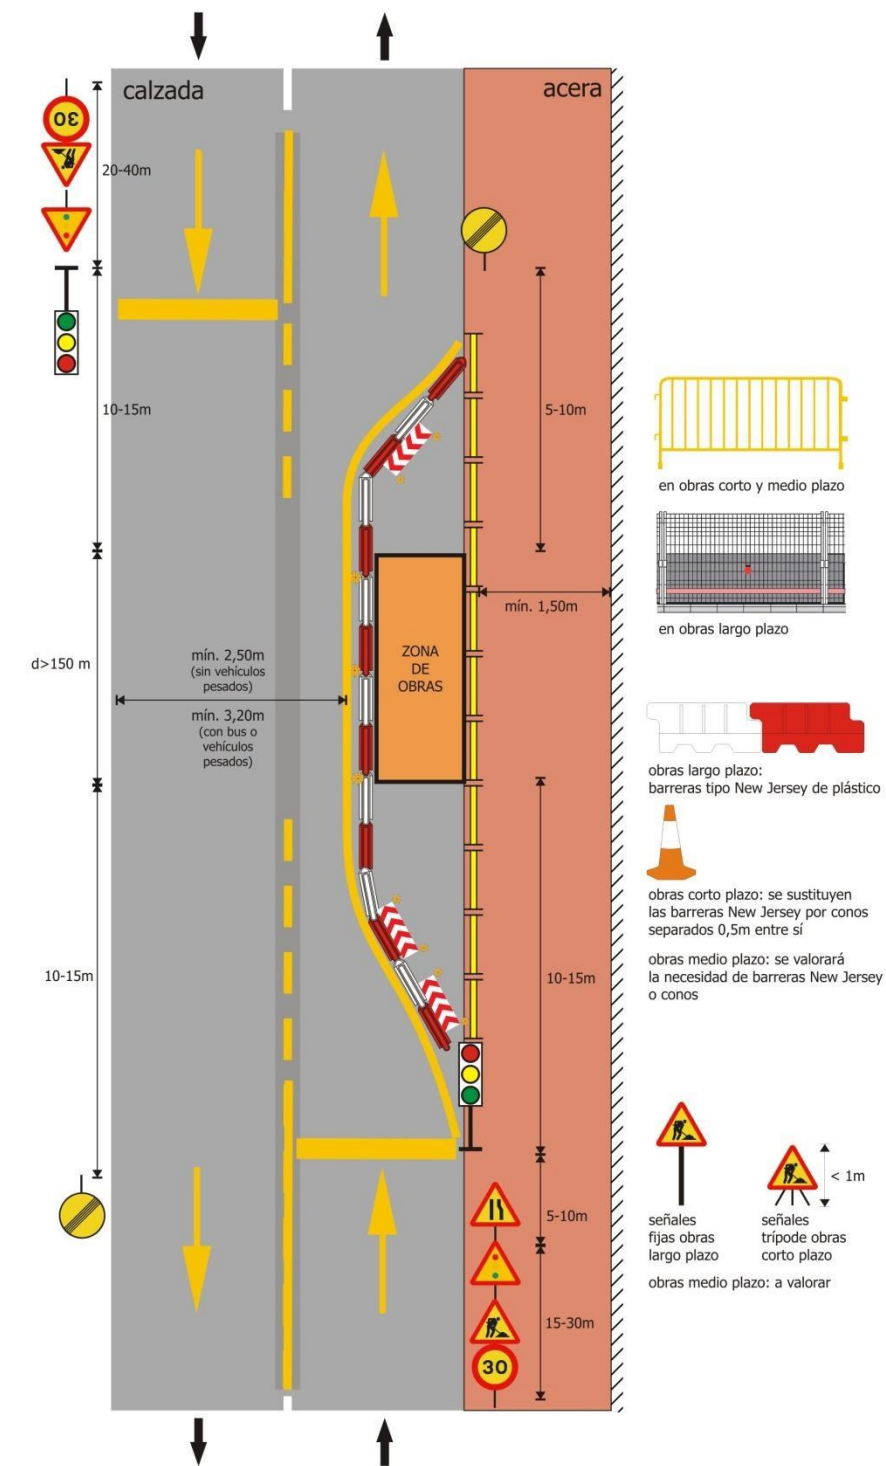 calzada
acera
30
20-40m
10-15m
5-10m
en obras corto y medio plazo
mín. 1,50m
en obras largo plazo
d>150 m
mín. 2,50m
(sin vehículos
pesados)
mín. 3,20m
(con bus o
vehículos
pesados)
ZONA
DE
OBRAS
obras largo plazo:
barreras tipo New Jersey de plástico
obras corto plazo: se sustituyen
las barreras New Jersey por conos
separados 0,5m entre sí
obras medio plazo: se valorará
la necesidad de barreras New Jersey
o conos
10-15m
10-15m
< 1m
señales
fijas obras
largo plazo
señales
trípode obras
corto plazo
obras medio plazo: a valorar
5-10m
15-30m
30